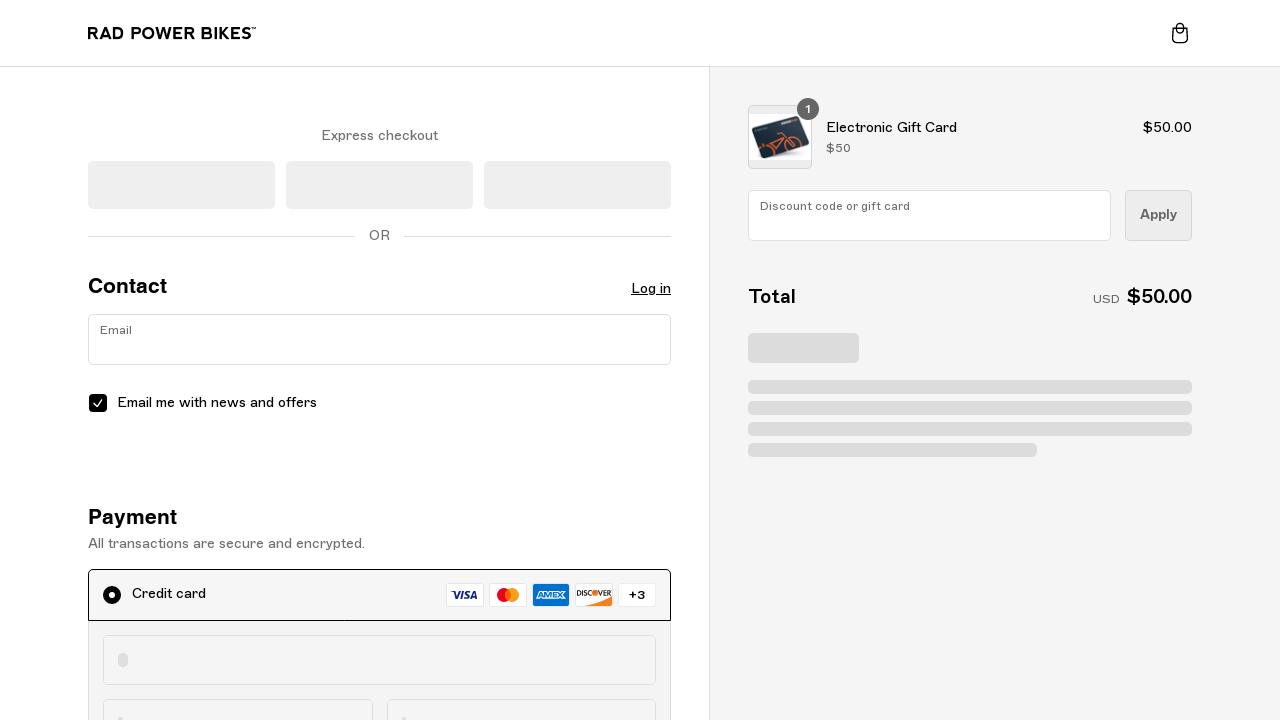 RAD POWER BIKES™
Express checkout
OR
Contact
Log in
Email
Email me with news and offers
Payment
All transactions are secure and encrypted.
Credit card
VISA
AMEX
DISCOVER
+3
1
Electronic Gift Card
$50.00
$50
Discount code or gift card
Apply
Total
USD $50.00